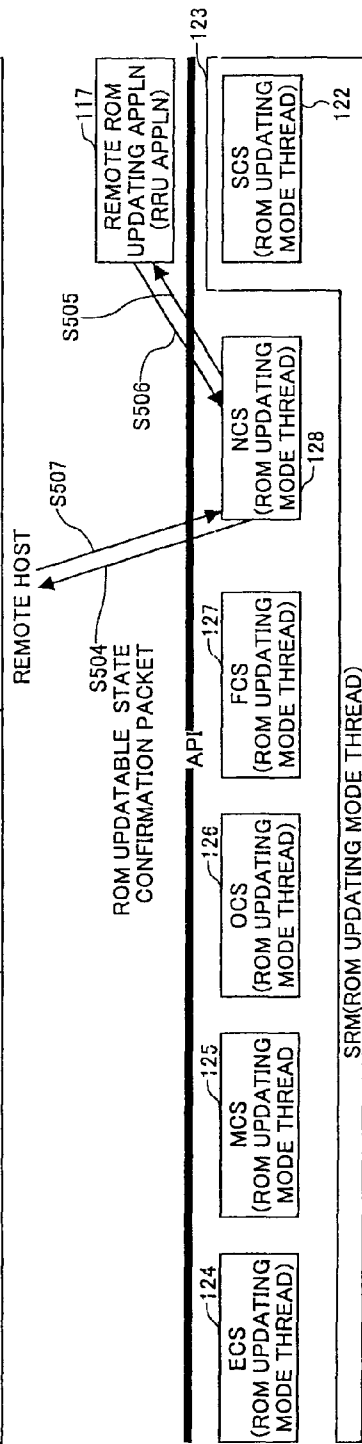 REMOTE HOST
S504
S507
ROM UPDATABLE STATE
CONFIRMATION PACKET
S506
S505
117
REMOTE ROM
UPDATING APPLN
(RRU APPLN)
API
124
ECS
(ROM UPDATING
MODE THREAD)
125
MCS
(ROM UPDATING
MODE THREAD
126
OCS
(ROM UPDATING
MODE THREAD)
127
FCS
(ROM UPDATING
MODE THREAD)
NCS
(ROM UPDATING
MODE THREAD)
128
123
SCS
(ROM UPDATING
MODE THREAD)
122
SRM(ROM UPDATING MODE THREAD)